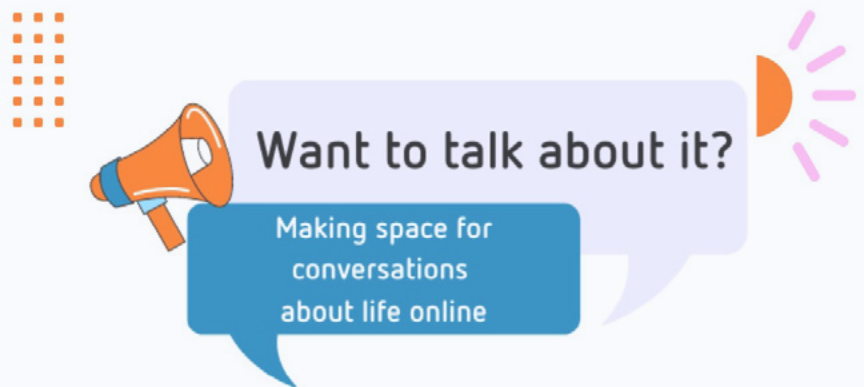 Want to talk about it?
Making space for
conversations
about life online